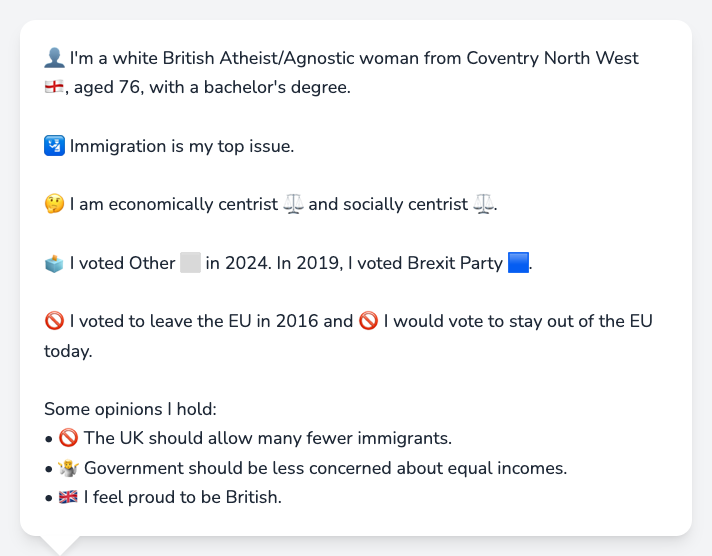 👤 I'm a white British Atheist/Agnostic woman from Coventry North West
🏴󠁧󠁢󠁥󠁮󠁧󠁿, aged 76, with a bachelor's degree.
🛂 Immigration is my top issue.
🤔 I am economically centrist ⚖️ and socially centrist ⚖️.
🗳️ I voted Other ⬜ in 2024. In 2019, I voted Brexit Party 🟦.
🚫 I voted to leave the EU in 2016 and 🚫 I would vote to stay out of the EU
today.
Some opinions I hold:
• 🚫 The UK should allow many fewer immigrants.
• 🤷‍♀️ Government should be less concerned about equal incomes.
• 🇬🇧 I feel proud to be British.